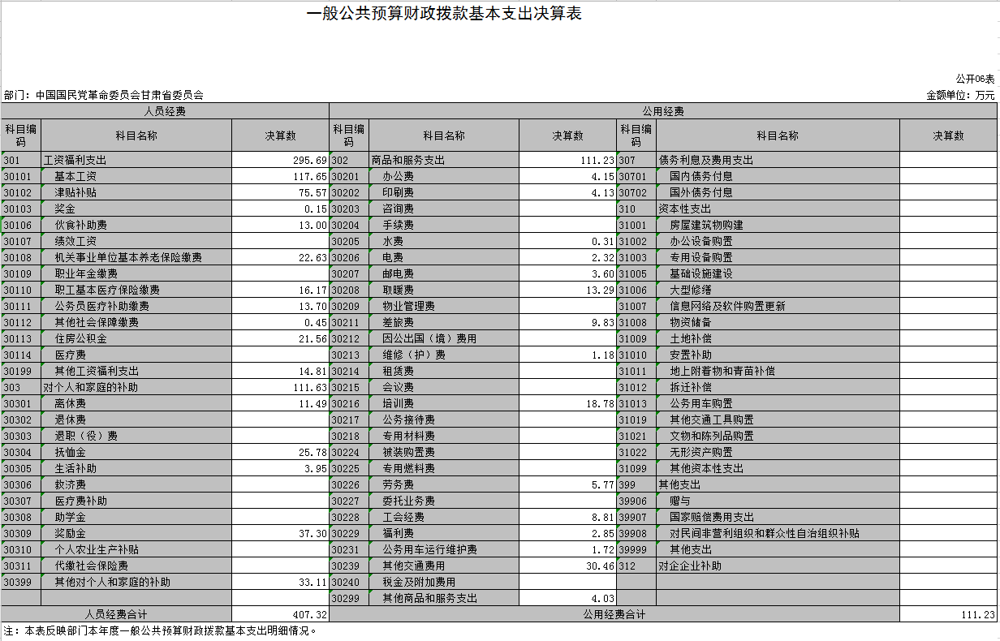 一般公共预算财政拨款基本支出决算表
公开06表
部门：中国国民党革命委员会甘肃省委员会 金额单位：万元
人员经费 公用经费
科目编码 科目名称 决算数 科目编码 科目名称 决算数 科目编码 科目名称 决算数
301 工资福利支出 295.69 302 商品和服务支出 111.23 307 债务利息及费用支出
30101 基本工资 117.65 30201 办公费 4.15 30701 国内债务付息
30102 津贴补贴 75.57 30202 印刷费 4.13 30702 国外债务付息
30103 奖金 0.15 30203 咨询费 310 资本性支出
30106 伙食补助费 13.00 30204 手续费 31001 房屋建筑物购建
30107 绩效工资 30205 水费 0.31 31002 办公设备购置
30108 机关事业单位基本养老保险缴费 22.63 30206 电费 2.32 31003 专用设备购置
30109 职业年金缴费 30207 邮电费 3.60 31005 基础设施建设
30110 职工基本医疗保险缴费 16.17 30208 取暖费 13.29 31006 大型修缮
30111 公务员医疗补助缴费 13.70 30209 物业管理费 31007 信息网络及软件购置更新
30112 其他社会保障缴费 0.45 30211 差旅费 9.83 31008 物资储备
30113 住房公积金 21.56 30212 因公出国（境）费用 31009 土地补偿
30114 医疗费 30213 维修（护）费 1.18 31010 安置补助
30199 其他工资福利支出 14.81 30214 租赁费 31011 地上附着物和青苗补偿
303 对个人和家庭的补助 111.63 30215 会议费 31012 拆迁补偿
30301 离休费 11.49 30216 培训费 18.78 31013 公务用车购置
30302 退休费 30217 公务接待费 31019 其他交通工具购置
30303 退职（役）费 30218 专用材料费 31021 文物和陈列品购置
30304 抚恤金 25.78 30224 被装购置费 31022 无形资产购置
30305 生活补助 3.95 30225 专用燃料费 31099 其他资本性支出
30306 救济费 30226 劳务费 5.77 399 其他支出
30307 医疗费补助 30227 委托业务费 39906 赠与
30308 助学金 30228 工会经费 8.81 39907 国家赔偿费用支出
30309 奖励金 37.30 30229 福利费 2.85 39908 对民间非营利组织和群众性自治组织补贴
30310 个人农业生产补贴 30231 公务用车运行维护费 1.72 39999 其他支出
30311 代缴社会保险费 30239 其他交通费用 30.46 312 对企企业补助
30399 其他对个人和家庭的补助 33.11 30240 税金及附加费用
30299 其他商品和服务支出 4.03
人员经费合计 407.32 公用经费合计 111.23
注：本表反映部门本年度一般公共预算财政拨款基本支出明细情况。